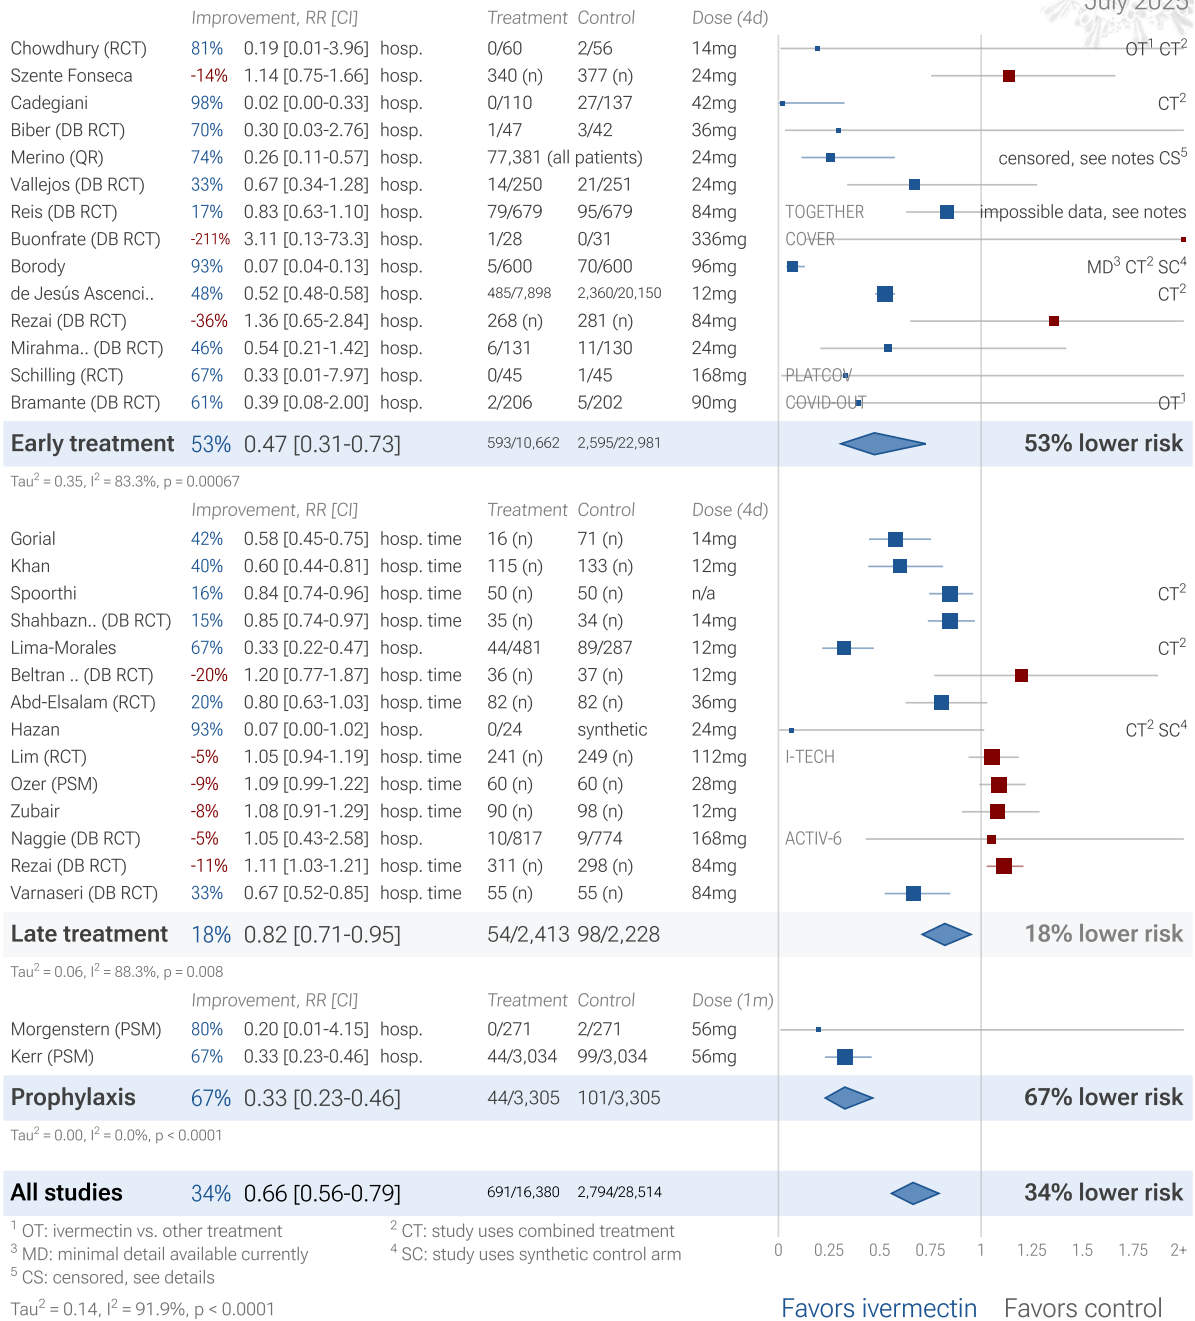 July 2025
Improvement, RR [CI] Treatment Control Dose (4d)
Chowdhury (RCT) 81% 0.19 [0.01-3.96] hosp. 0/60 2/56 14mg OT1 CT2
Szente Fonseca -14% 1.14 [0.75-1.66] hosp. 340 (n) 377 (n) 24mg
Cadegiani 98% 0.02 [0.00-0.33] hosp. 0/110 27/137 42mg CT2
Biber (DB RCT) 70% 0.30 [0.03-2.76] hosp. 1/47 3/42 36mg
Merino (QR) 74% 0.26 [0.11-0.57] hosp. 77,381 (all patients) 24mg censored, see notes CS5
Vallejos (DB RCT) 33% 0.67 [0.34-1.28] hosp. 14/250 21/251 24mg
Reis (DB RCT) 17% 0.83 [0.63-1.10] hosp. 79/679 95/679 84mg TOGETHER impossible data, see notes
Buonfrate (DB RCT) -211% 3.11 [0.13-73.3] hosp. 1/28 0/31 336mg COVER
Borody 93% 0.07 [0.04-0.13] hosp. 5/600 70/600 96mg MD3 CT2 SC4
de Jesús Ascenci.. 48% 0.52 [0.48-0.58] hosp. 485/7,898 2,360/20,150 12mg CT2
Rezai (DB RCT) -36% 1.36 [0.65-2.84] hosp. 268 (n) 281 (n) 84mg
Mirahma.. (DB RCT) 46% 0.54 [0.21-1.42] hosp. 6/131 11/130 24mg
Schilling (RCT) 67% 0.33 [0.01-7.97] hosp. 0/45 1/45 168mg PLATCOV
Bramante (DB RCT) 61% 0.39 [0.08-2.00] hosp. 2/206 5/202 90mg COVID-OUT OT1
Early treatment 53% 0.47 [0.31-0.73] 593/10,662 2,595/22,981 53% lower risk
Tau2 = 0.35, I2 = 83.3%, p = 0.00067
Improvement, RR [CI] Treatment Control Dose (4d)
Gorial 42% 0.58 [0.45-0.75] hosp. time 16 (n) 71 (n) 14mg
Khan 40% 0.60 [0.44-0.81] hosp. time 115 (n) 133 (n) 12mg
Spoorthi 16% 0.84 [0.74-0.96] hosp. time 50 (n) 50 (n) n/a CT2
Shahbazn.. (DB RCT) 15% 0.85 [0.74-0.97] hosp. time 35 (n) 34 (n) 14mg
Lima-Morales 67% 0.33 [0.22-0.47] hosp. 44/481 89/287 12mg CT2
Beltran .. (DB RCT) -20% 1.20 [0.77-1.87] hosp. time 36 (n) 37 (n) 12mg
Abd-Elsalam (RCT) 20% 0.80 [0.63-1.03] hosp. time 82 (n) 82 (n) 36mg
Hazan 93% 0.07 [0.00-1.02] hosp. 0/24 synthetic 24mg CT2 SC4
Lim (RCT) -5% 1.05 [0.94-1.19] hosp. time 241 (n) 249 (n) 112mg I-TECH
Ozer (PSM) -9% 1.09 [0.99-1.22] hosp. time 60 (n) 60 (n) 28mg
Zubair -8% 1.08 [0.91-1.29] hosp. time 90 (n) 98 (n) 12mg
Naggie (DB RCT) -5% 1.05 [0.43-2.58] hosp. 10/817 9/774 168mg ACTIV-6
Rezai (DB RCT) -11% 1.11 [1.03-1.21] hosp. time 311 (n) 298 (n) 84mg
Varnaseri (DB RCT) 33% 0.67 [0.52-0.85] hosp. time 55 (n) 55 (n) 84mg
Late treatment 18% 0.82 [0.71-0.95] 54/2,413 98/2,228 18% lower risk
Tau2 = 0.06, I2 = 88.3%, p = 0.008
Improvement, RR [CI] Treatment Control Dose (1m)
Morgenstern (PSM) 80% 0.20 [0.01-4.15] hosp. 0/271 2/271 56mg
Kerr (PSM) 67% 0.33 [0.23-0.46] hosp. 44/3,034 99/3,034 56mg
Prophylaxis 67% 0.33 [0.23-0.46] 44/3,305 101/3,305 67% lower risk
Tau2 = 0.00, I2 = 0.0%, p < 0.0001
All studies 34% 0.66 [0.56-0.79] 691/16,380 2,794/28,514 34% lower risk
1 OT: ivermectin vs. other treatment 2 CT: study uses combined treatment
3 MD: minimal detail available currently 4 SC: study uses synthetic control arm
5 CS: censored, see details
0 0.25 0.5 0.75 1 1.25 1.5 1.75 2+
Tau2 = 0.14, I2 = 91.9%, p < 0.0001
Favors ivermectin Favors control